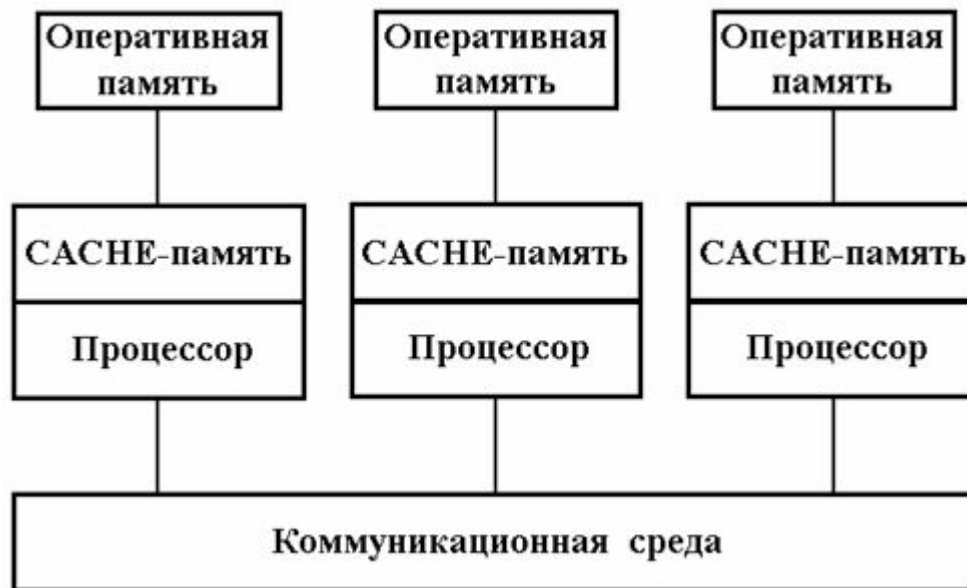 Оперативная
память
Оперативная
память
Оперативная
память
CACHE-память
CACHE-память
CACHE-память
Процессор
Процессор
Процессор
Коммуникационная среда